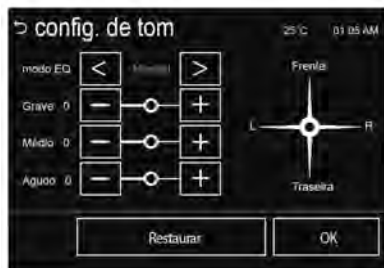 config. de tom
25°C
01:05 AM
modo EQ < >
Frente
Grave 0 − +
L R
Médio 0 − +
Agudo 0 − +
Traseira
Restaurar
OK